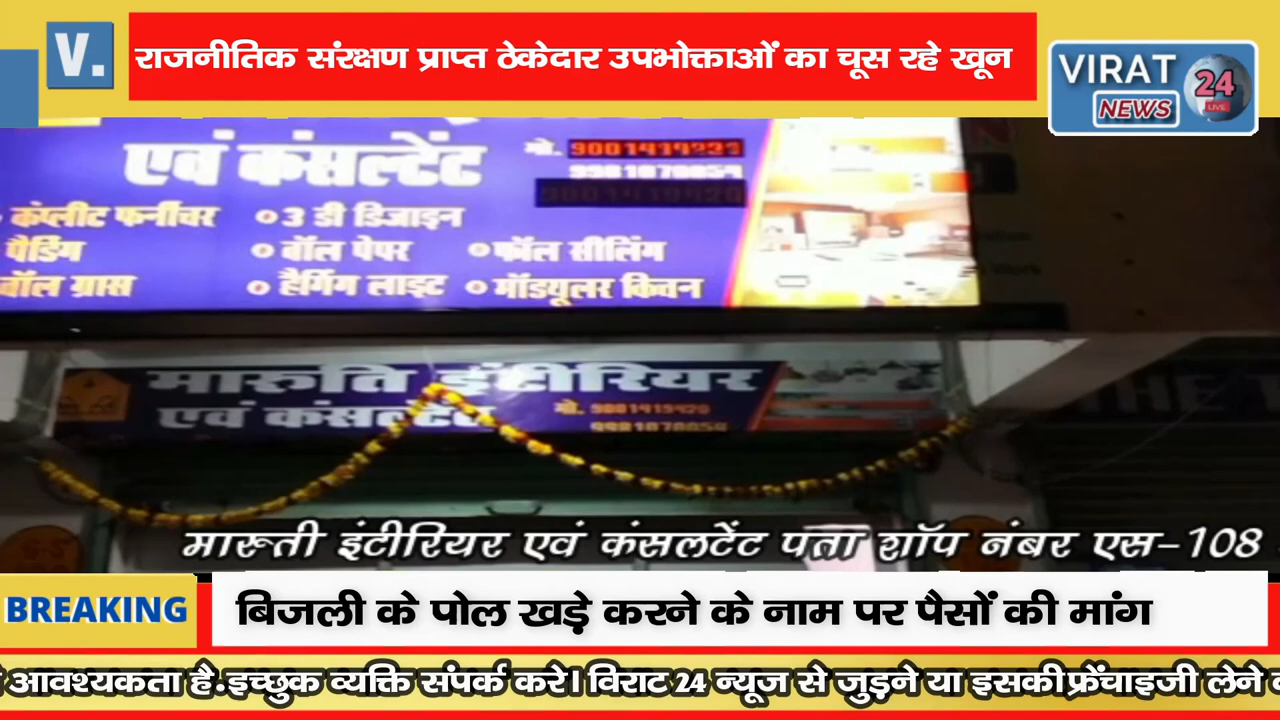 V.
राजनीतिक संरक्षण प्राप्त ठेकेदार उपभोक्ताओं का चूस रहे खून
VIRAT
24
NEWS
LIVE
एवं कंसल्टेंट
मो.
कंप्लीट फर्नीचर
3 डी डिजाइन
पैडिंग
वॉल पेपर
फॉल सीलिंग
वॉल ग्रास
हैगिंग लाइट
मॉड्यूलर किचन
मारूति इंटीरियर
एवं कंसल्टेंट
मो.
मारूती इंटीरियर एवं कंसलटेंट पता शॉप नंबर एस-108
BREAKING
बिजली के पोल खड़े करने के नाम पर पैसों की मांग
आवश्यकता है.इच्छुक व्यक्ति संपर्क करे। विराट 24 न्यूज से जुड़ने या इसकी फ्रेंचाइजी लेने